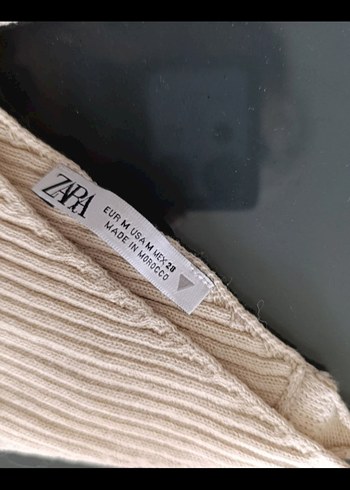 ZARA
EUR M USA M MEX 28
MADE IN MOROCCO